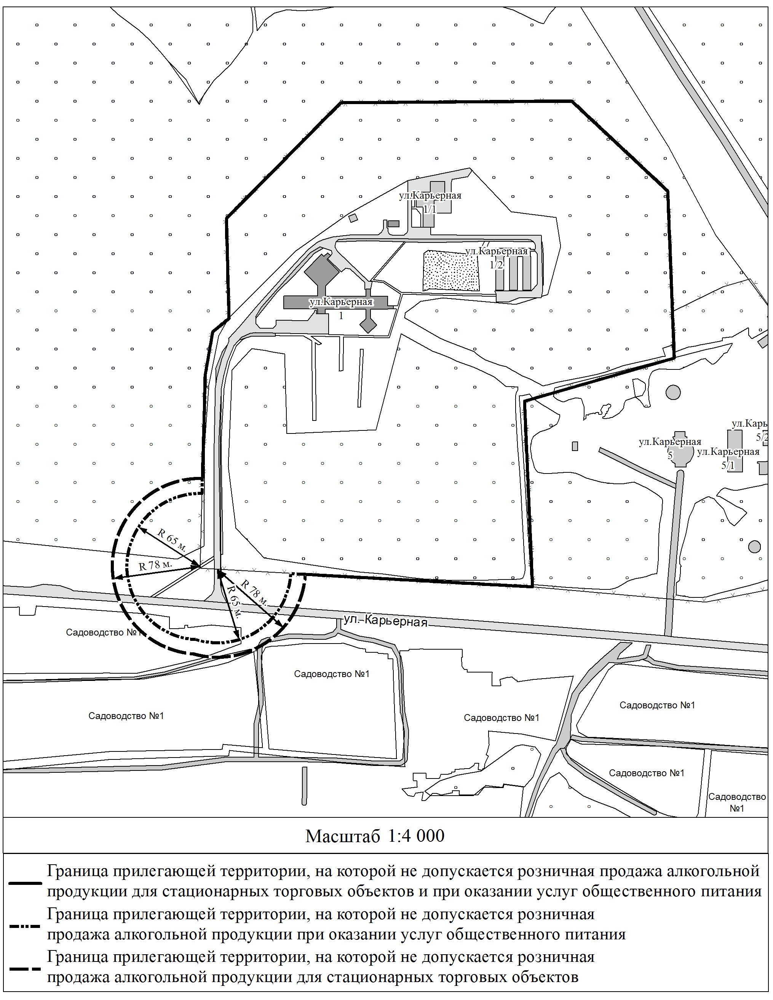 ул.Карьерная
1/1
ул.Карьерная
1/2
ул.Карьерная
1
ул.Карь
5/2
ул.Карьерная
5
ул.Карьерная
5/1
R 65 м.
R 78 м.
R 78 м.
R 65 м.
ул. Карьерная
Садоводство №1
Садоводство №1
Садоводство №1
Садоводство №1
Садоводство №1
Садоводство №1
Садоводство
№1
Масштаб 1:4 000
Граница прилегающей территории, на которой не допускается розничная продажа алкогольной
продукции для стационарных торговых объектов и при оказании услуг общественного питания
Граница прилегающей территории, на которой не допускается розничная
продажа алкогольной продукции при оказании услуг общественного питания
Граница прилегающей территории, на которой не допускается розничная
продажа алкогольной продукции для стационарных торговых объектов